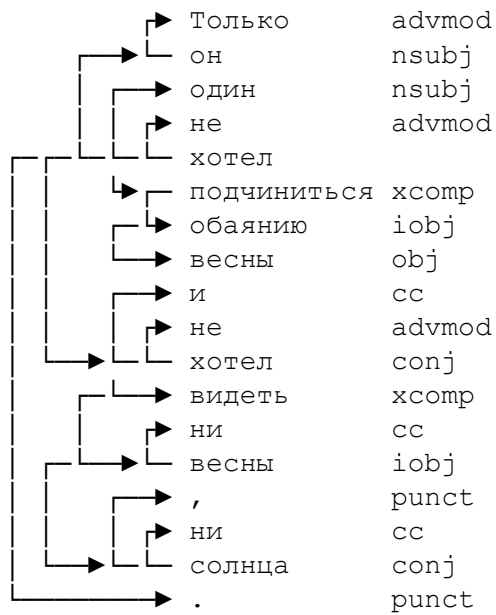 Только advmod
он nsubj
один nsubj
не advmod
хотел
подчиниться xcomp
обаянию iobj
весны obj
и cc
не advmod
хотел conj
видеть xcomp
ни cc
весны iobj
, punct
ни cc
солнца conj
. punct